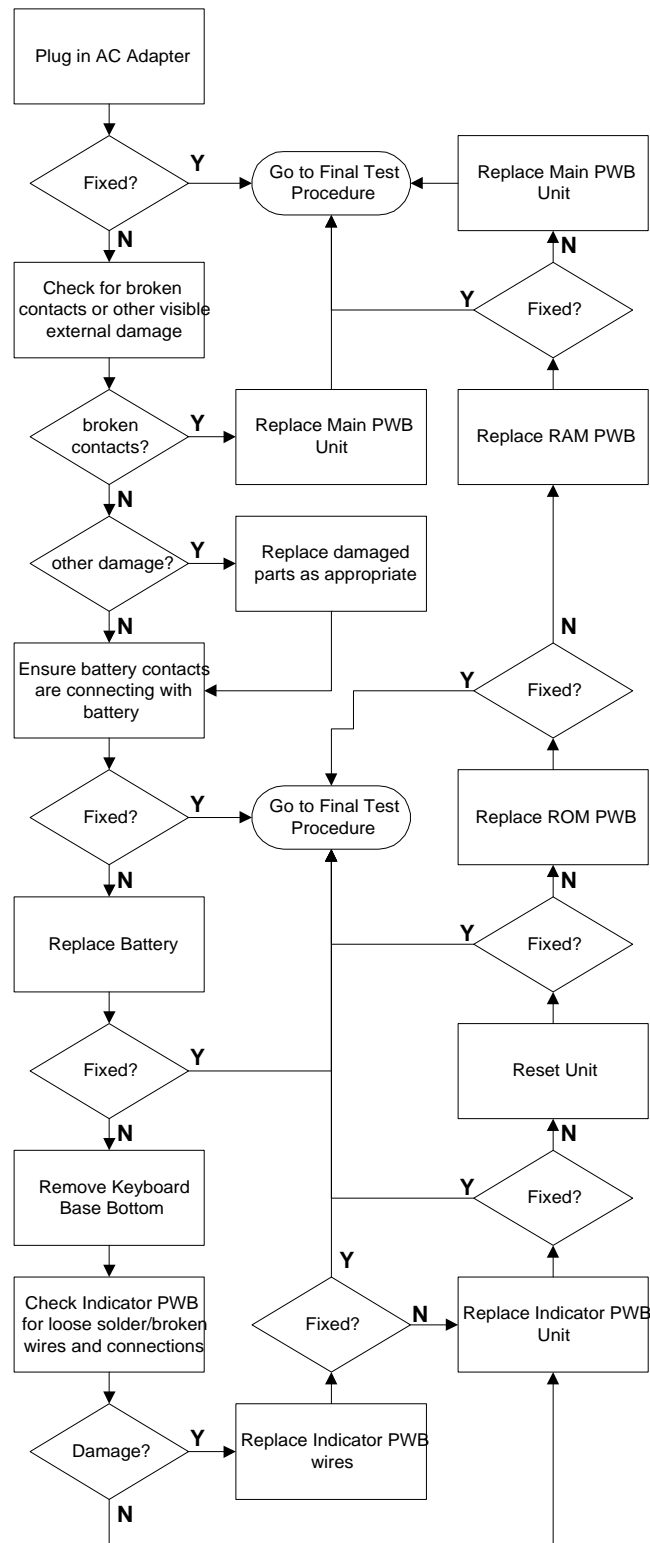 Plug in AC Adapter
Fixed?
Y
Go to Final Test
Procedure
Replace Main PWB
Unit
N
N
Check for broken
contacts or other visible
external damage
Y
Fixed?
broken
contacts?
Y
Replace Main PWB
Unit
Replace RAM PWB
N
other damage?
Y
Replace damaged
parts as appropriate
N
N
Ensure battery contacts
are connecting with
battery
Y
Fixed?
Fixed?
Y
Go to Final Test
Procedure
Replace ROM PWB
N
N
Replace Battery
Y
Fixed?
Fixed?
Y
Reset Unit
N
N
Remove Keyboard
Base Bottom
Y
Fixed?
Y
Check Indicator PWB
for loose solder/broken
wires and connections
Fixed?
N
Replace Indicator PWB
Unit
Damage?
Y
Replace Indicator PWB
wires
N